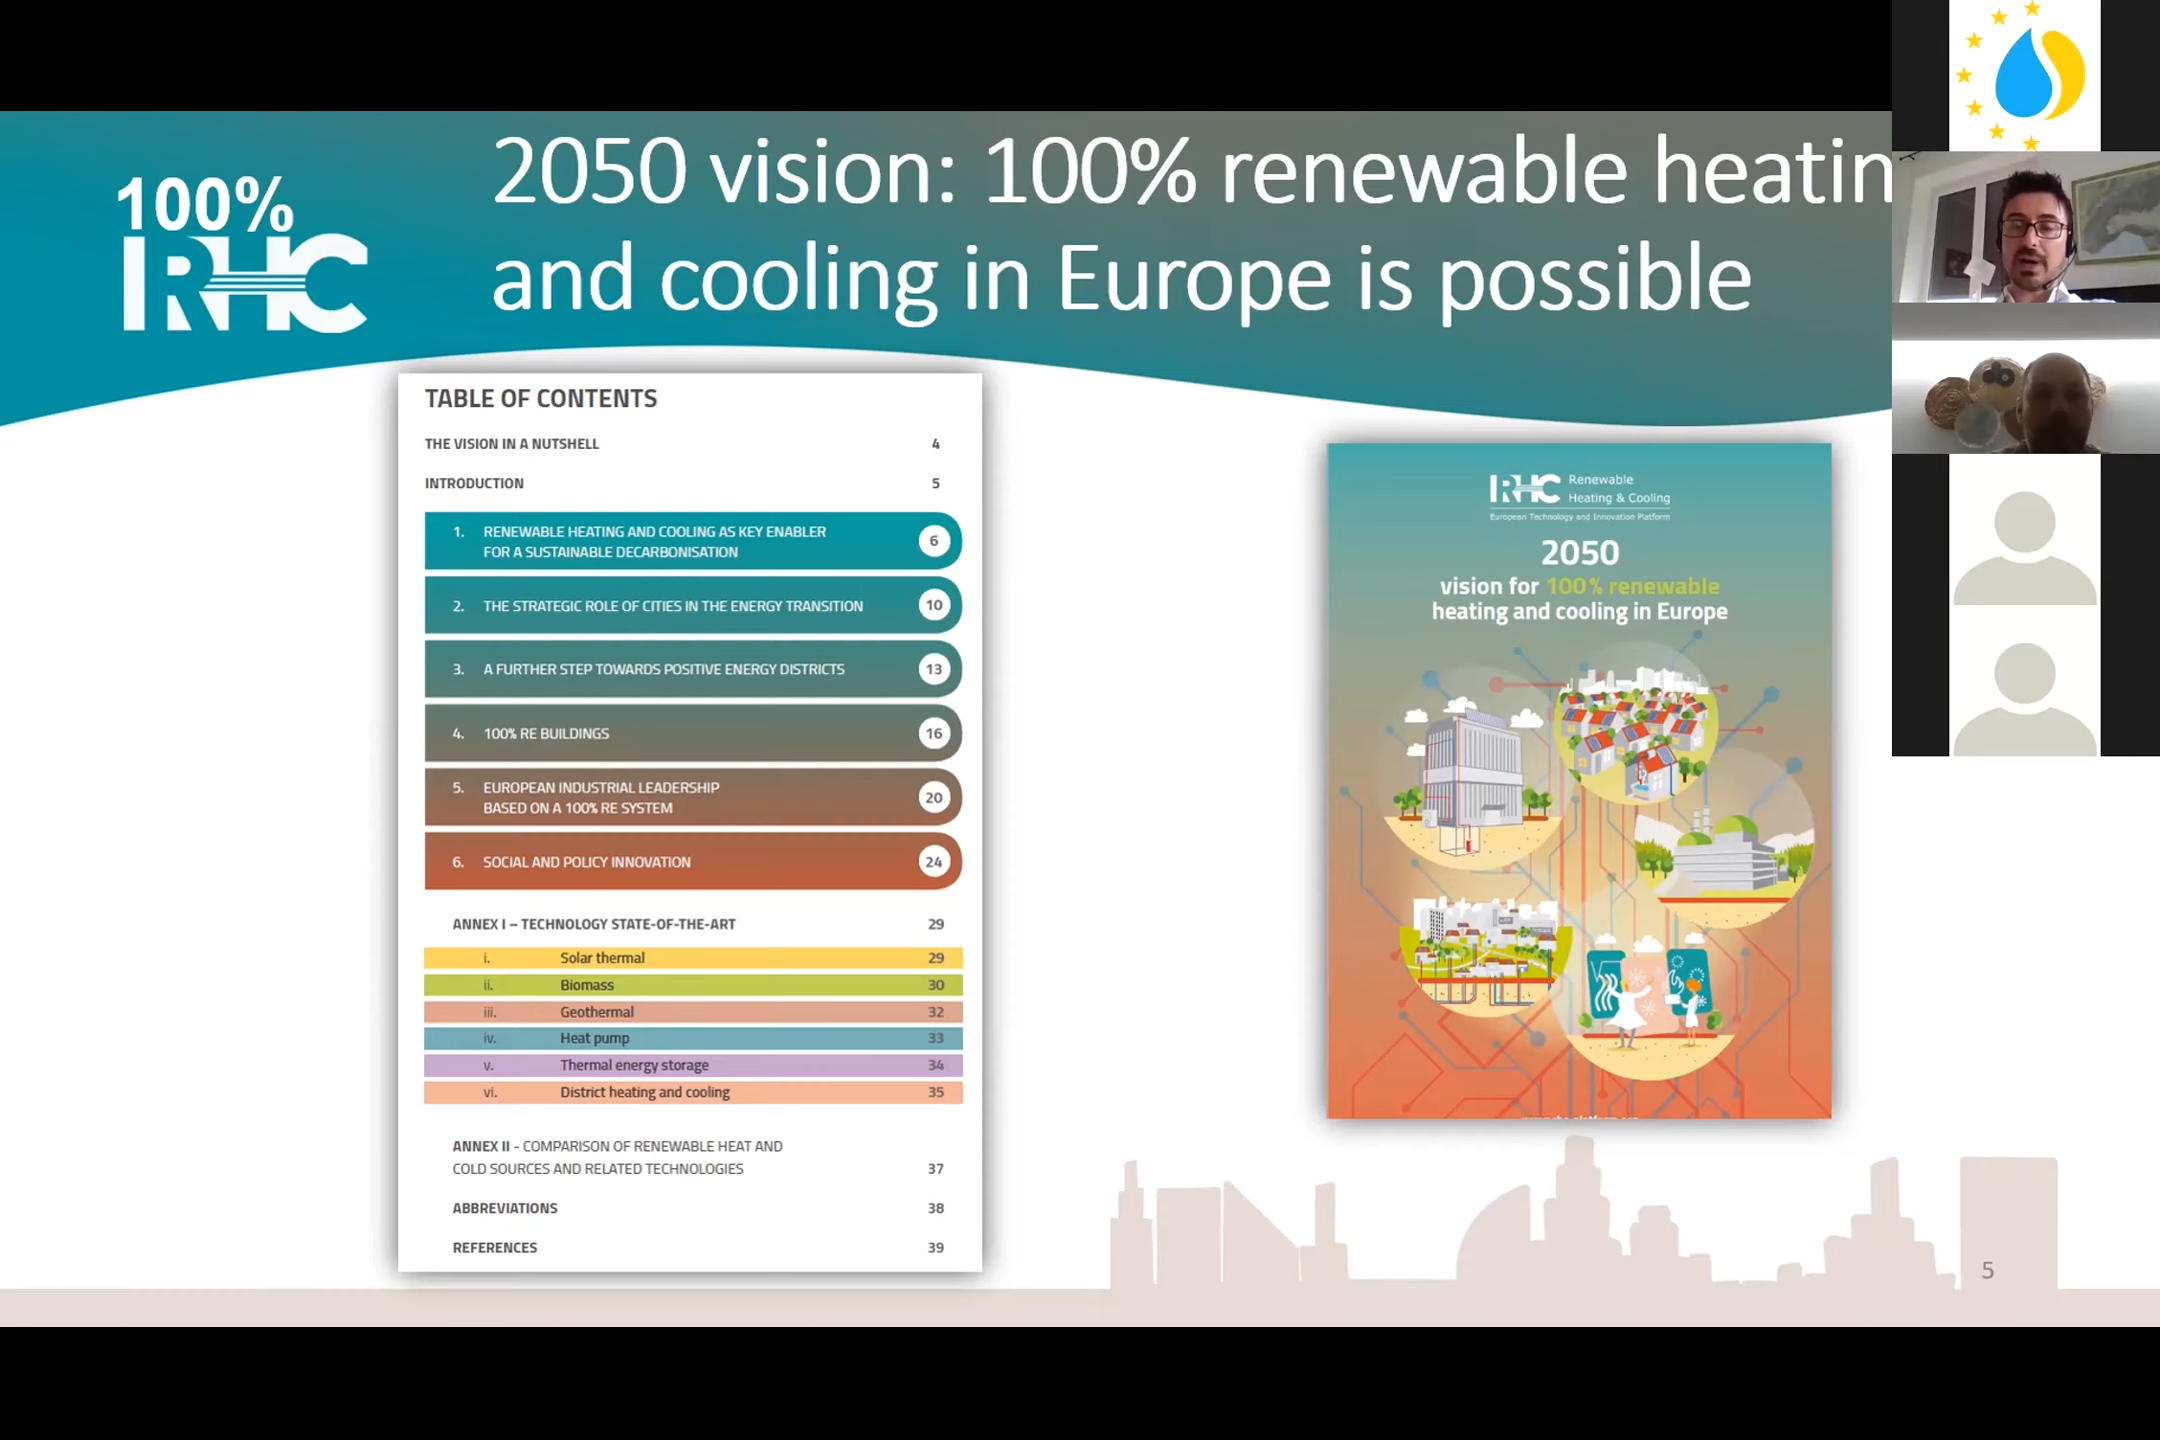 100%
RHC
2050 vision: 100% renewable heatin
and cooling in Europe is possible
TABLE OF CONTENTS
THE VISION IN A NUTSHELL 4
INTRODUCTION 5
1. RENEWABLE HEATING AND COOLING AS KEY ENABLER
FOR A SUSTAINABLE DECARBONISATION 6
2. THE STRATEGIC ROLE OF CITIES IN THE ENERGY TRANSITION 10
3. A FURTHER STEP TOWARDS POSITIVE ENERGY DISTRICTS 13
4. 100% RE BUILDINGS 16
5. EUROPEAN INDUSTRIAL LEADERSHIP
BASED ON A 100% RE SYSTEM 20
6. SOCIAL AND POLICY INNOVATION 24
ANNEX I – TECHNOLOGY STATE-OF-THE-ART 29
i. Solar thermal 29
ii. Biomass 30
iii. Geothermal 32
iv. Heat pump 33
v. Thermal energy storage 34
vi. District heating and cooling 35
ANNEX II - COMPARISON OF RENEWABLE HEAT AND
COLD SOURCES AND RELATED TECHNOLOGIES 37
ABBREVIATIONS 38
REFERENCES 39
RHC Renewable
Heating & Cooling
European Technology and Innovation Platform
2050
vision for 100% renewable
heating and cooling in Europe
5